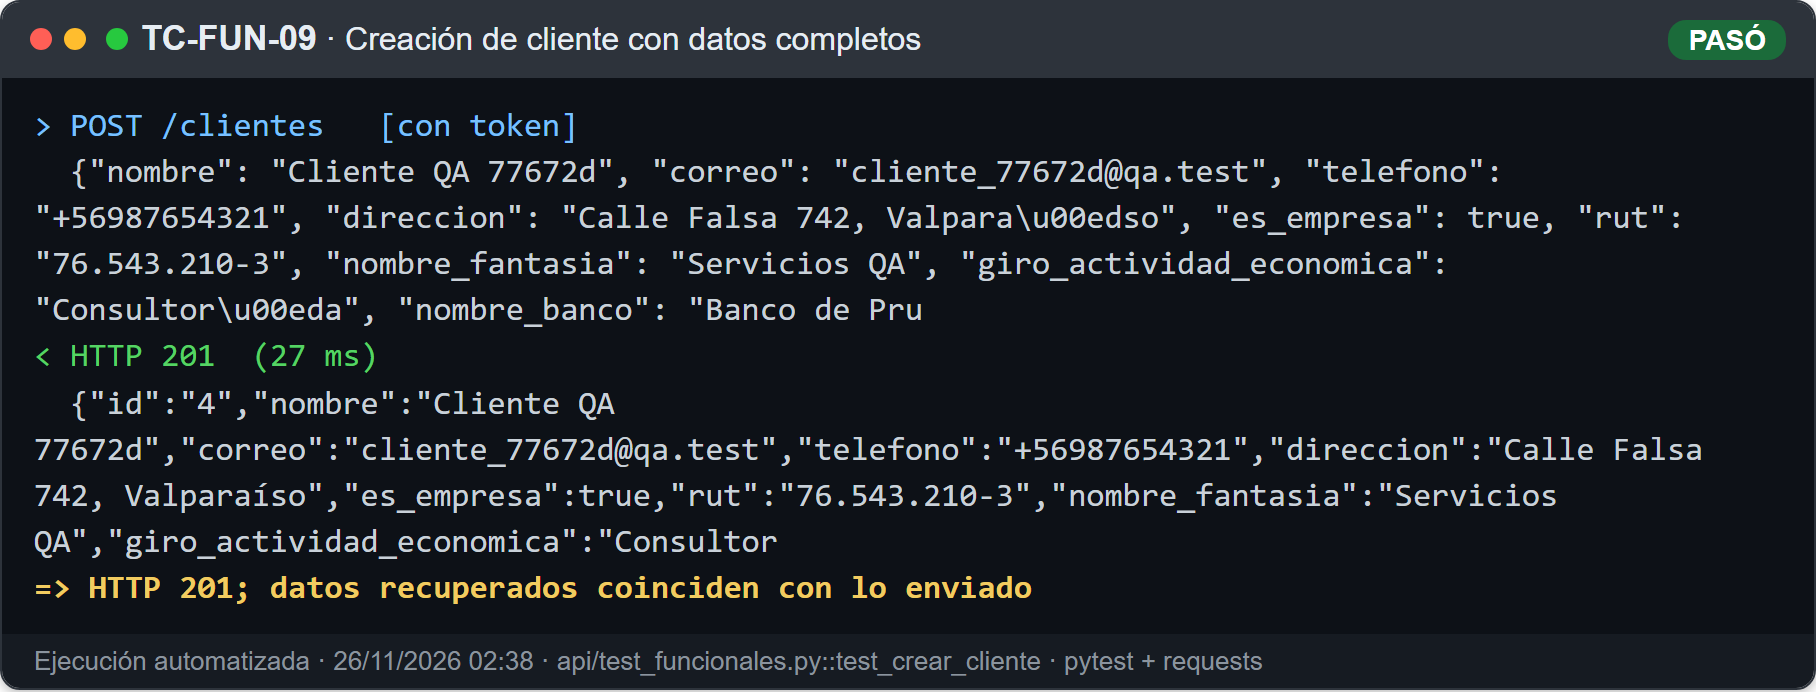 TC-FUN-09 · Creación de cliente con datos completos
PASÓ
> POST /clientes   [con token]
{"nombre": "Cliente QA 77672d", "correo": "cliente_77672d@qa.test", "telefono":
"+56987654321", "direccion": "Calle Falsa 742, Valpara\u00edso", "es_empresa": true, "rut":
"76.543.210-3", "nombre_fantasia": "Servicios QA", "giro_actividad_economica":
"Consultor\u00eda", "nombre_banco": "Banco de Pru
< HTTP 201  (27 ms)
{"id":"4","nombre":"Cliente QA
77672d","correo":"cliente_77672d@qa.test","telefono":"+56987654321","direccion":"Calle Falsa
742, Valparaíso","es_empresa":true,"rut":"76.543.210-3","nombre_fantasia":"Servicios
QA","giro_actividad_economica":"Consultor
=> HTTP 201; datos recuperados coinciden con lo enviado
Ejecución automatizada · 26/11/2026 02:38 · api/test_funcionales.py::test_crear_cliente · pytest + requests